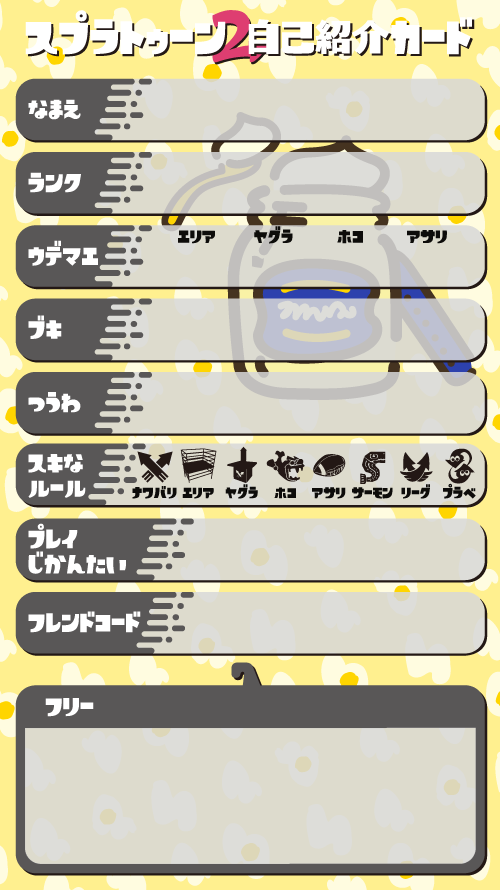 スプラトゥーン2自己紹介カード
なまえ
ランク
ウデマエ
エリア ヤグラ ホコ アサリ
ブキ
つうわ
スキな
ルール
ナワバリ エリア ヤグラ ホコ アサリ サーモン リーグ プラベ
プレイ
じかんたい
フレンドコード
フリー